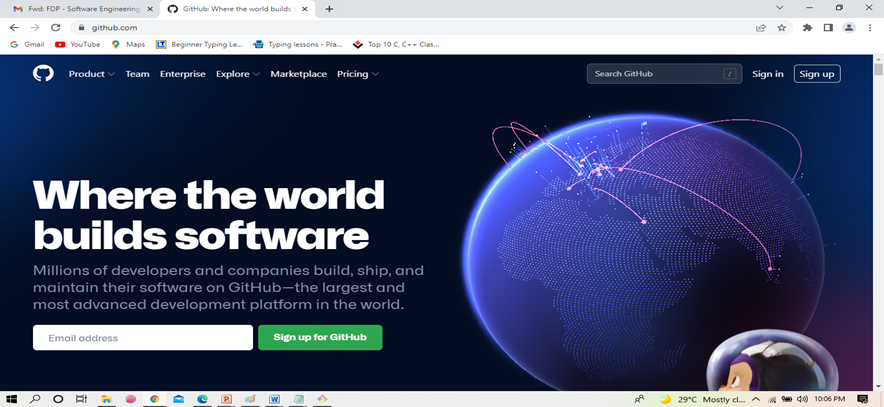 Fwd: FDP - Software Engineering
GitHub: Where the world builds s
github.com
Gmail
YouTube
Maps
Beginner Typing Le...
Typing lessons - Pra...
Top 10 C, C++ Clas...
Product
Team
Enterprise
Explore
Marketplace
Pricing
Search GitHub
/
Sign in
Sign up
Where the world
builds software
Millions of developers and companies build, ship, and
maintain their software on GitHub—the largest and
most advanced development platform in the world.
Email address
Sign up for GitHub
29°C Mostly cl...
10:06 PM